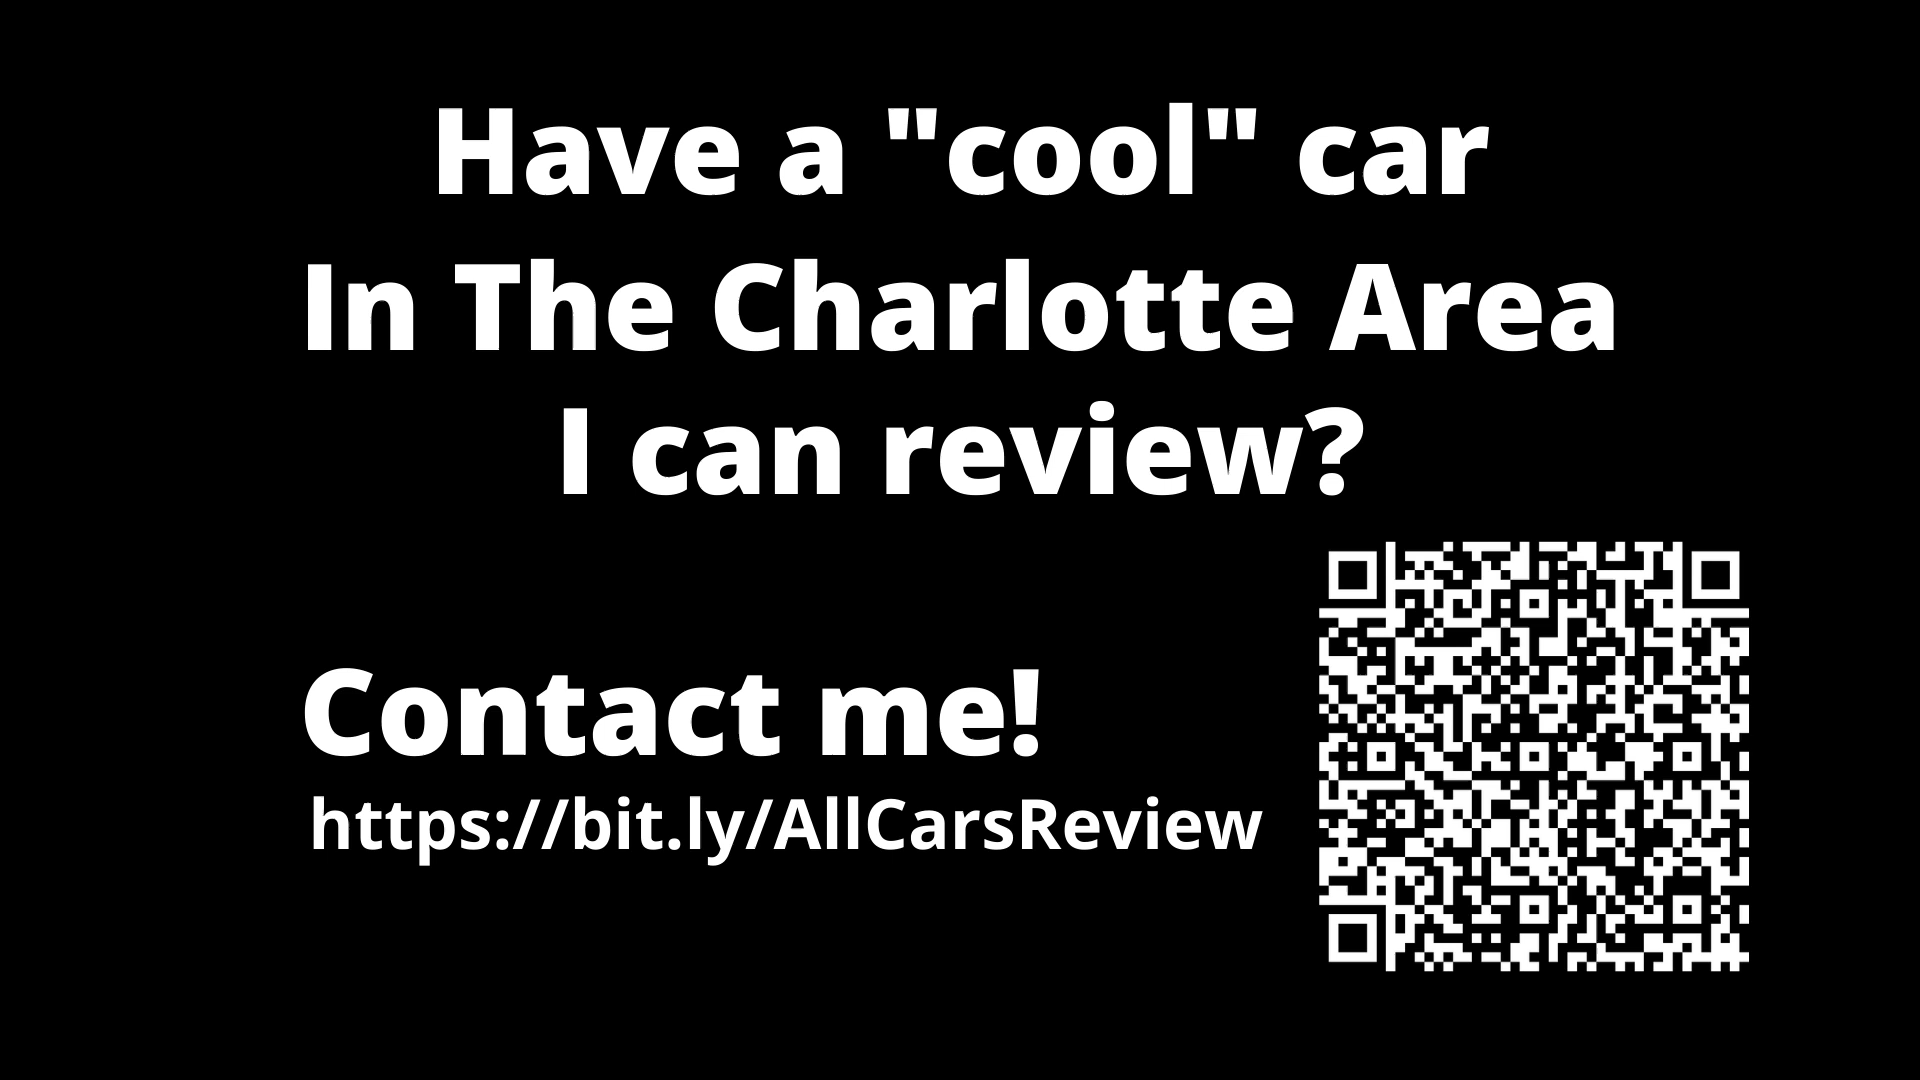 Have a "cool" car
In The Charlotte Area
I can review?
Contact me!
https://bit.ly/AllCarsReview